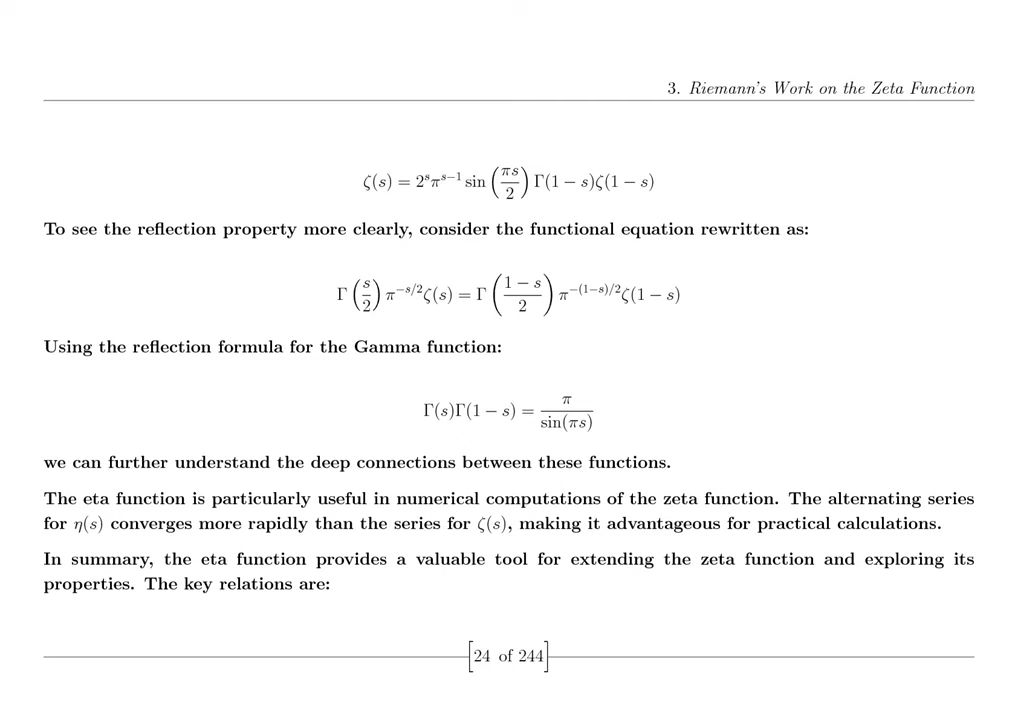 3. Riemann's Work on the Zeta Function
ζ(s) = 2^s π^{s−1} sin(πs/2) Γ(1 − s)ζ(1 − s)
To see the reflection property more clearly, consider the functional equation rewritten as:
Γ(s/2) π^{−s/2} ζ(s) = Γ((1 − s)/2) π^{−(1−s)/2} ζ(1 − s)
Using the reflection formula for the Gamma function:
Γ(s)Γ(1 − s) = π/sin(πs)
we can further understand the deep connections between these functions.
The eta function is particularly useful in numerical computations of the zeta function. The alternating series
for η(s) converges more rapidly than the series for ζ(s), making it advantageous for practical calculations.
In summary, the eta function provides a valuable tool for extending the zeta function and exploring its
properties. The key relations are:
[24 of 244]